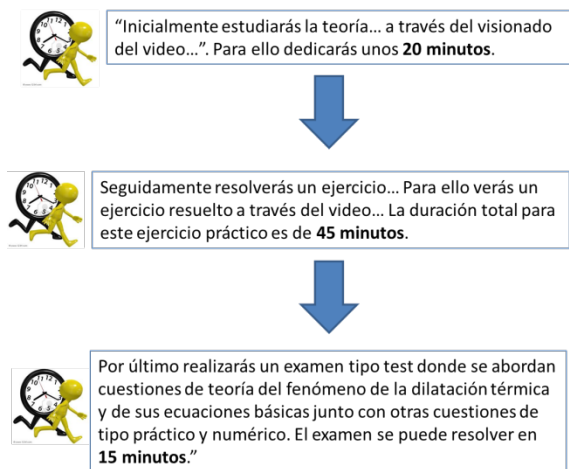 “Inicialmente estudiarás la teoría... a través del visionado
del video...”. Para ello dedicarás unos 20 minutos.
Seguidamente resolverás un ejercicio... Para ello verás un
ejercicio resuelto a través del video... La duración total para
este ejercicio práctico es de 45 minutos.
Por último realizarás un examen tipo test donde se abordan
cuestiones de teoría del fenómeno de la dilatación térmica
y de sus ecuaciones básicas junto con otras cuestiones de
tipo práctico y numérico. El examen se puede resolver en
15 minutos.”